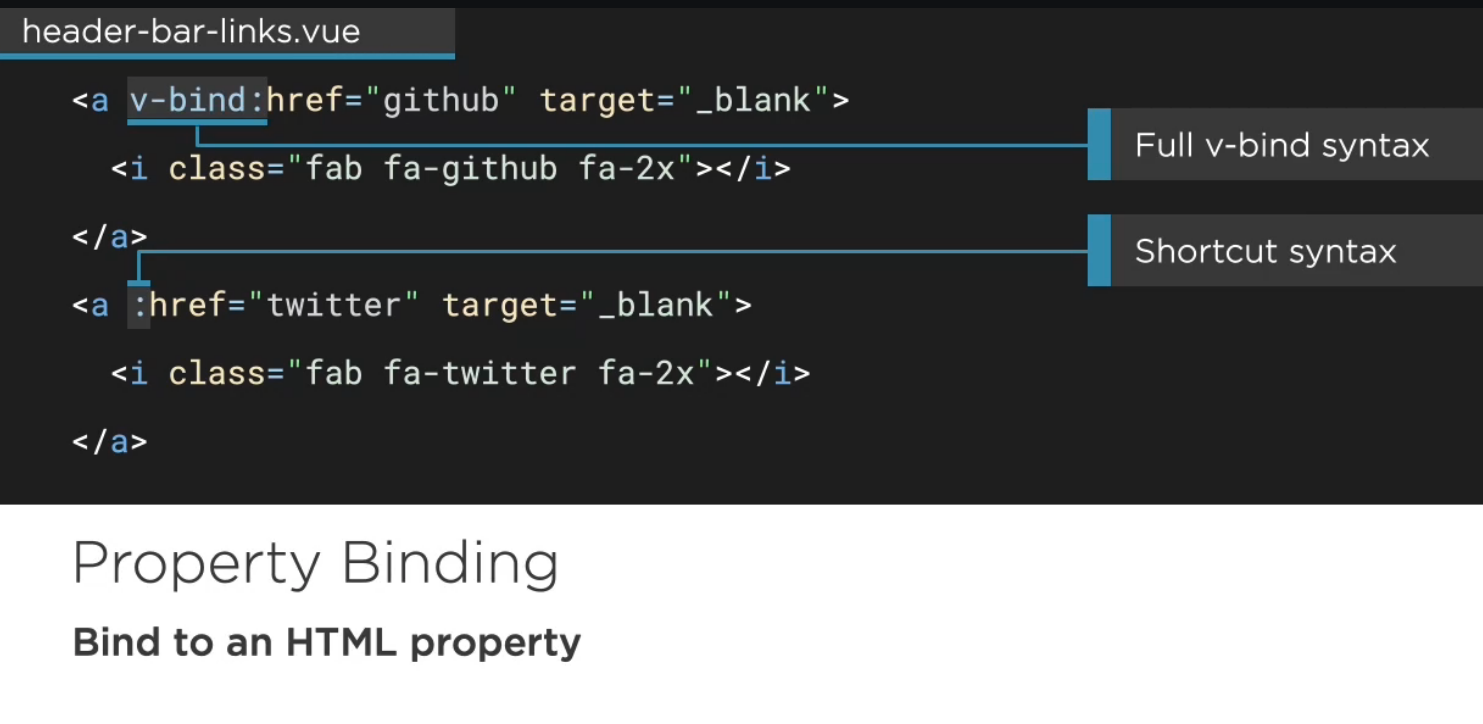 header-bar-links.vue
<a v-bind:href="github" target="_blank">
Full v-bind syntax
<i class="fab fa-github fa-2x"></i>
</a>
Shortcut syntax
<a :href="twitter" target="_blank">
<i class="fab fa-twitter fa-2x"></i>
</a>
Property Binding
Bind to an HTML property